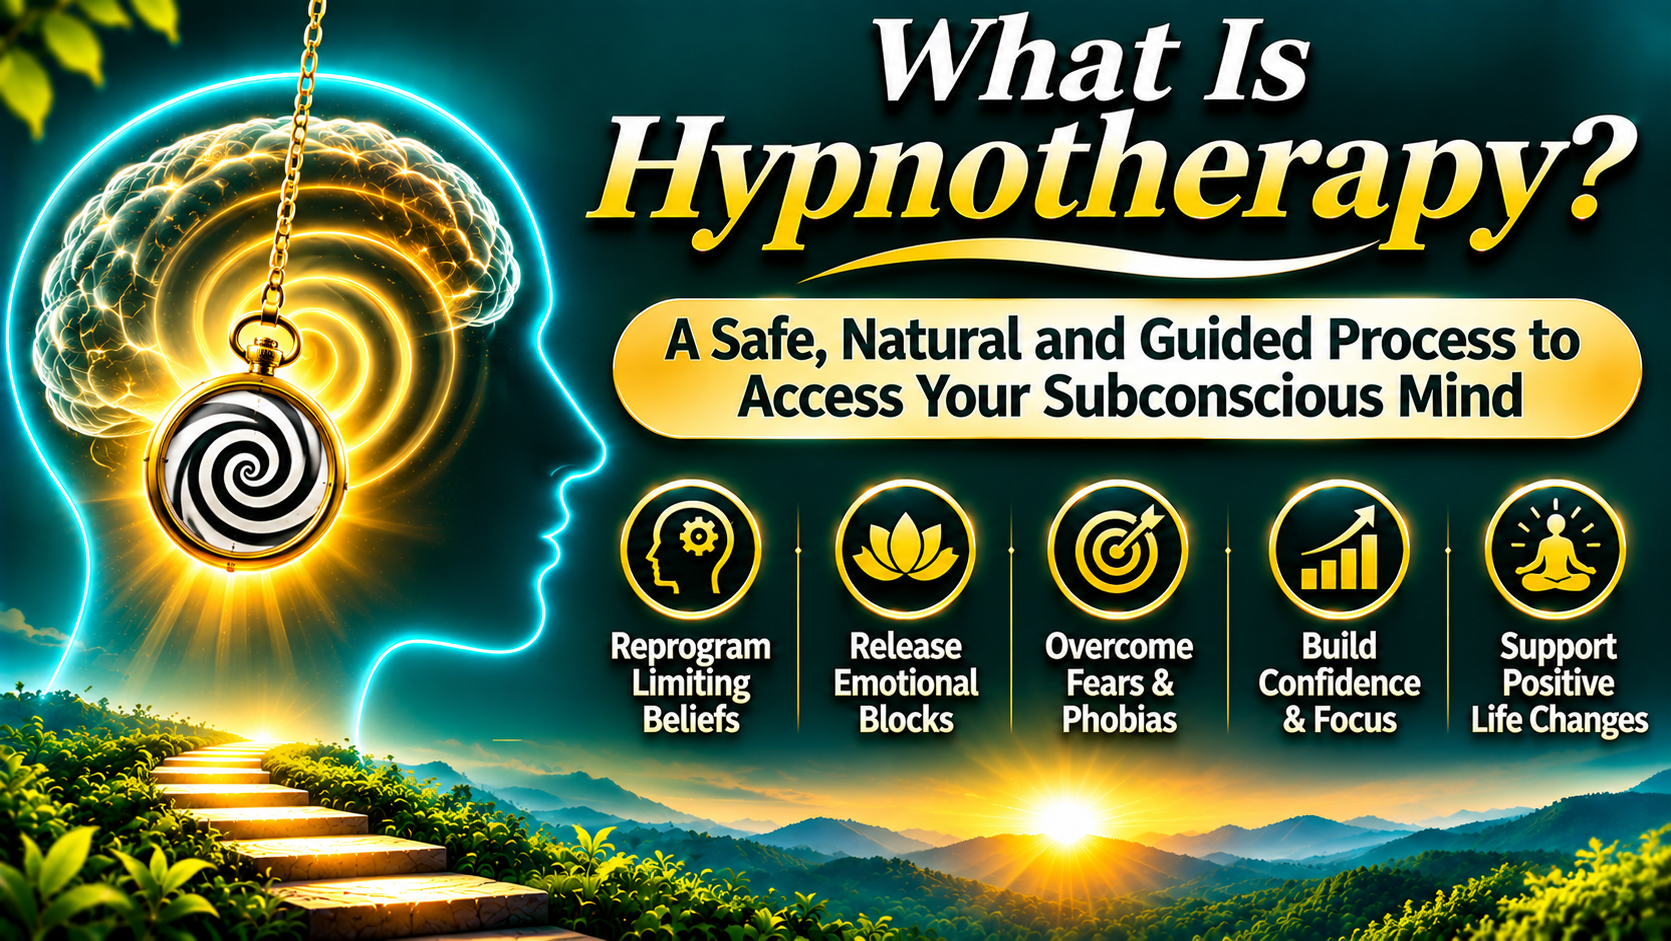 What Is
Hypnotherapy?
A Safe, Natural and Guided Process to
Access Your Subconscious Mind
Reprogram
Limiting
Beliefs
Release
Emotional
Blocks
Overcome
Fears &
Phobias
Build
Confidence
& Focus
Support
Positive
Life Changes